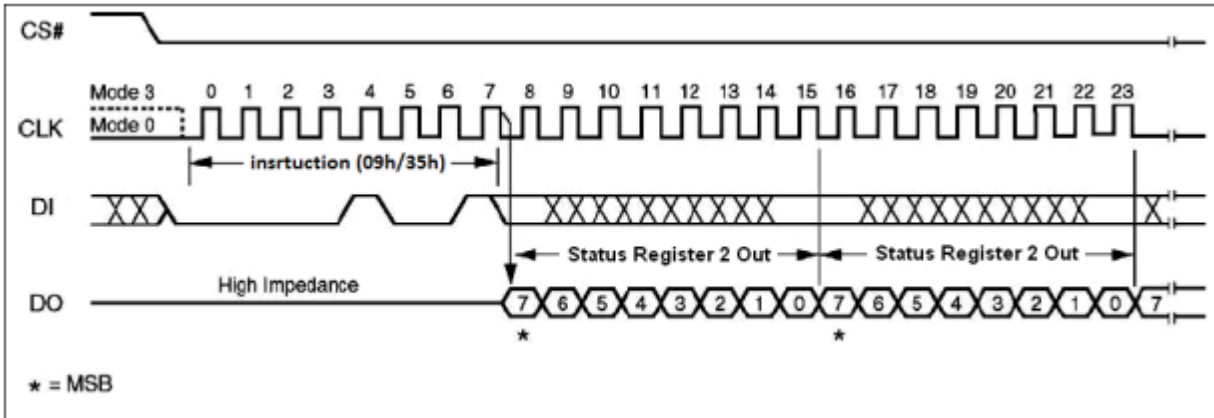 CS#
Mode 3
0 1 2 3 4 5 6 7 8 9 10 11 12 13 14 15 16 17 18 19 20 21 22 23
CLK
Mode 0
insrtuction (09h/35h)
DI
Status Register 2 Out
Status Register 2 Out
High Impedance
DO
7 6 5 4 3 2 1 0 7 6 5 4 3 2 1 0 7
* *
* = MSB